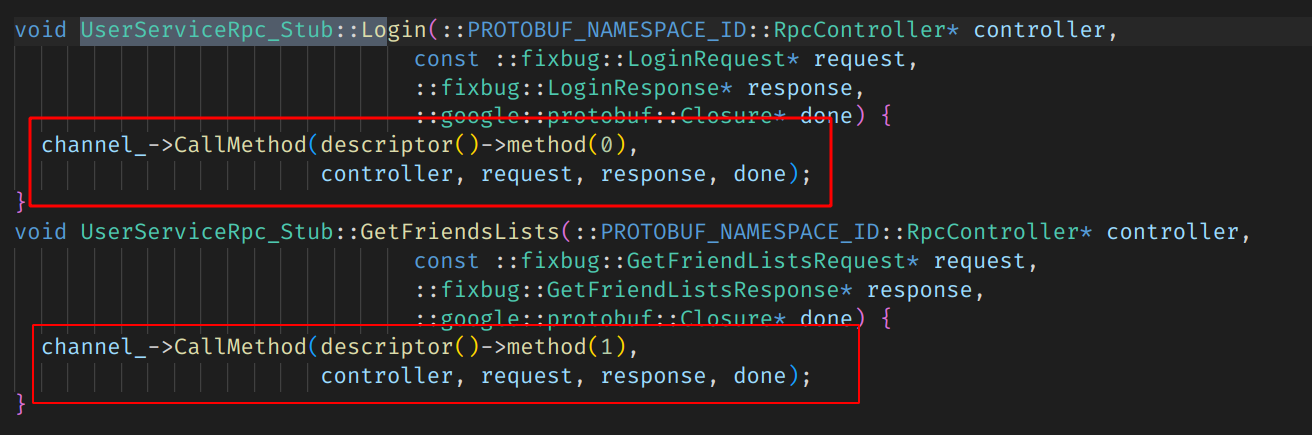 void UserServiceRpc_Stub::Login(::PROTOBUF_NAMESPACE_ID::RpcController* controller,
const ::fixbug::LoginRequest* request,
::fixbug::LoginResponse* response,
::google::protobuf::Closure* done) {
channel_->CallMethod(descriptor()->method(0),
controller, request, response, done);
}
void UserServiceRpc_Stub::GetFriendsLists(::PROTOBUF_NAMESPACE_ID::RpcController* controller,
const ::fixbug::GetFriendListsRequest* request,
::fixbug::GetFriendListsResponse* response,
::google::protobuf::Closure* done) {
channel_->CallMethod(descriptor()->method(1),
controller, request, response, done);
}